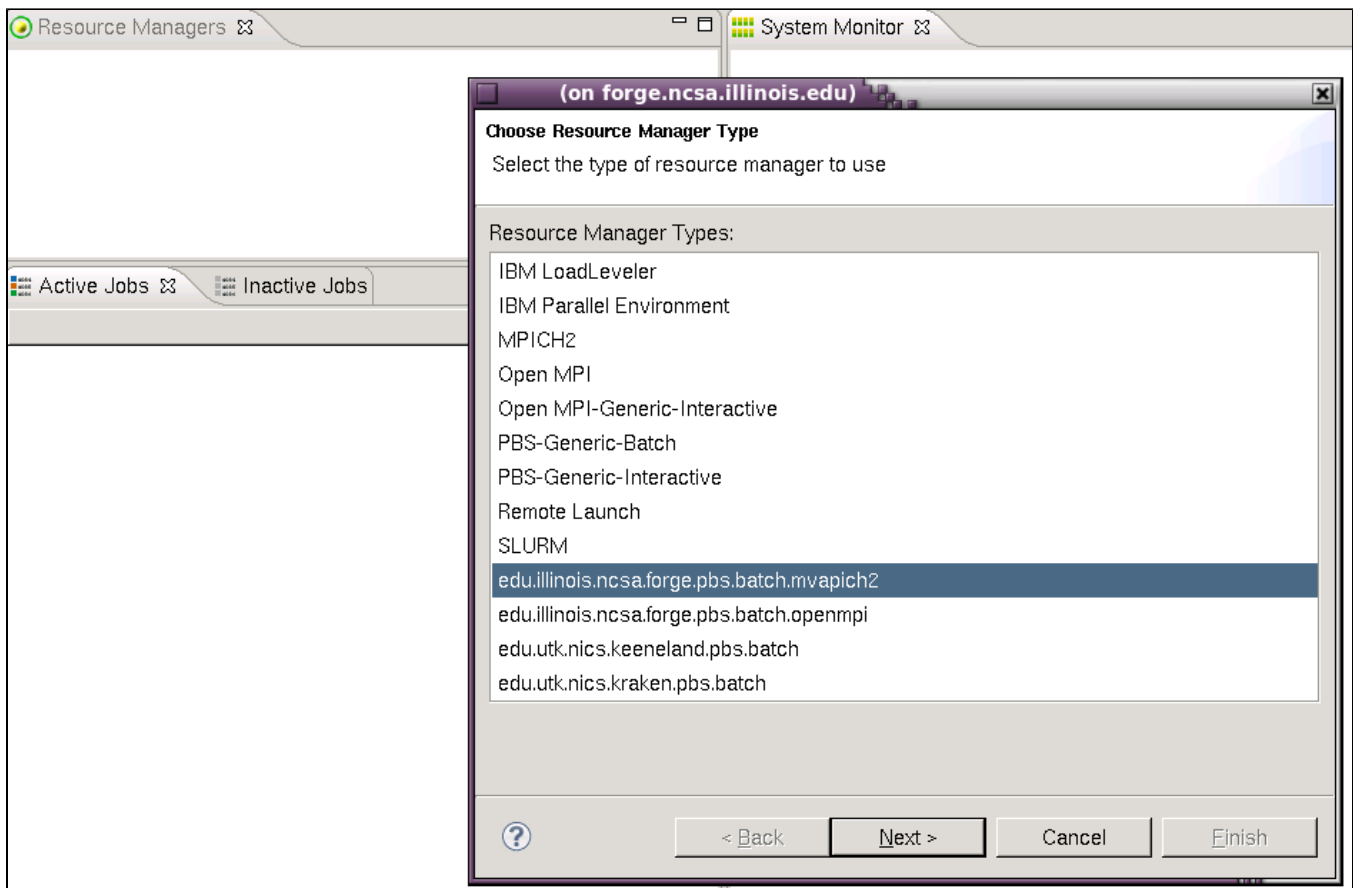 Resource Managers
System Monitor
(on forge.ncsa.illinois.edu)
Choose Resource Manager Type
Select the type of resource manager to use
Resource Manager Types:
IBM LoadLeveler
IBM Parallel Environment
MPICH2
Open MPI
Open MPI-Generic-Interactive
PBS-Generic-Batch
PBS-Generic-Interactive
Remote Launch
SLURM
edu.illinois.ncsa.forge.pbs.batch.mvapich2
edu.illinois.ncsa.forge.pbs.batch.openmpi
edu.utk.nics.keeneland.pbs.batch
edu.utk.nics.kraken.pbs.batch
Active Jobs
Inactive Jobs
?
< Back
Next >
Cancel
Finish